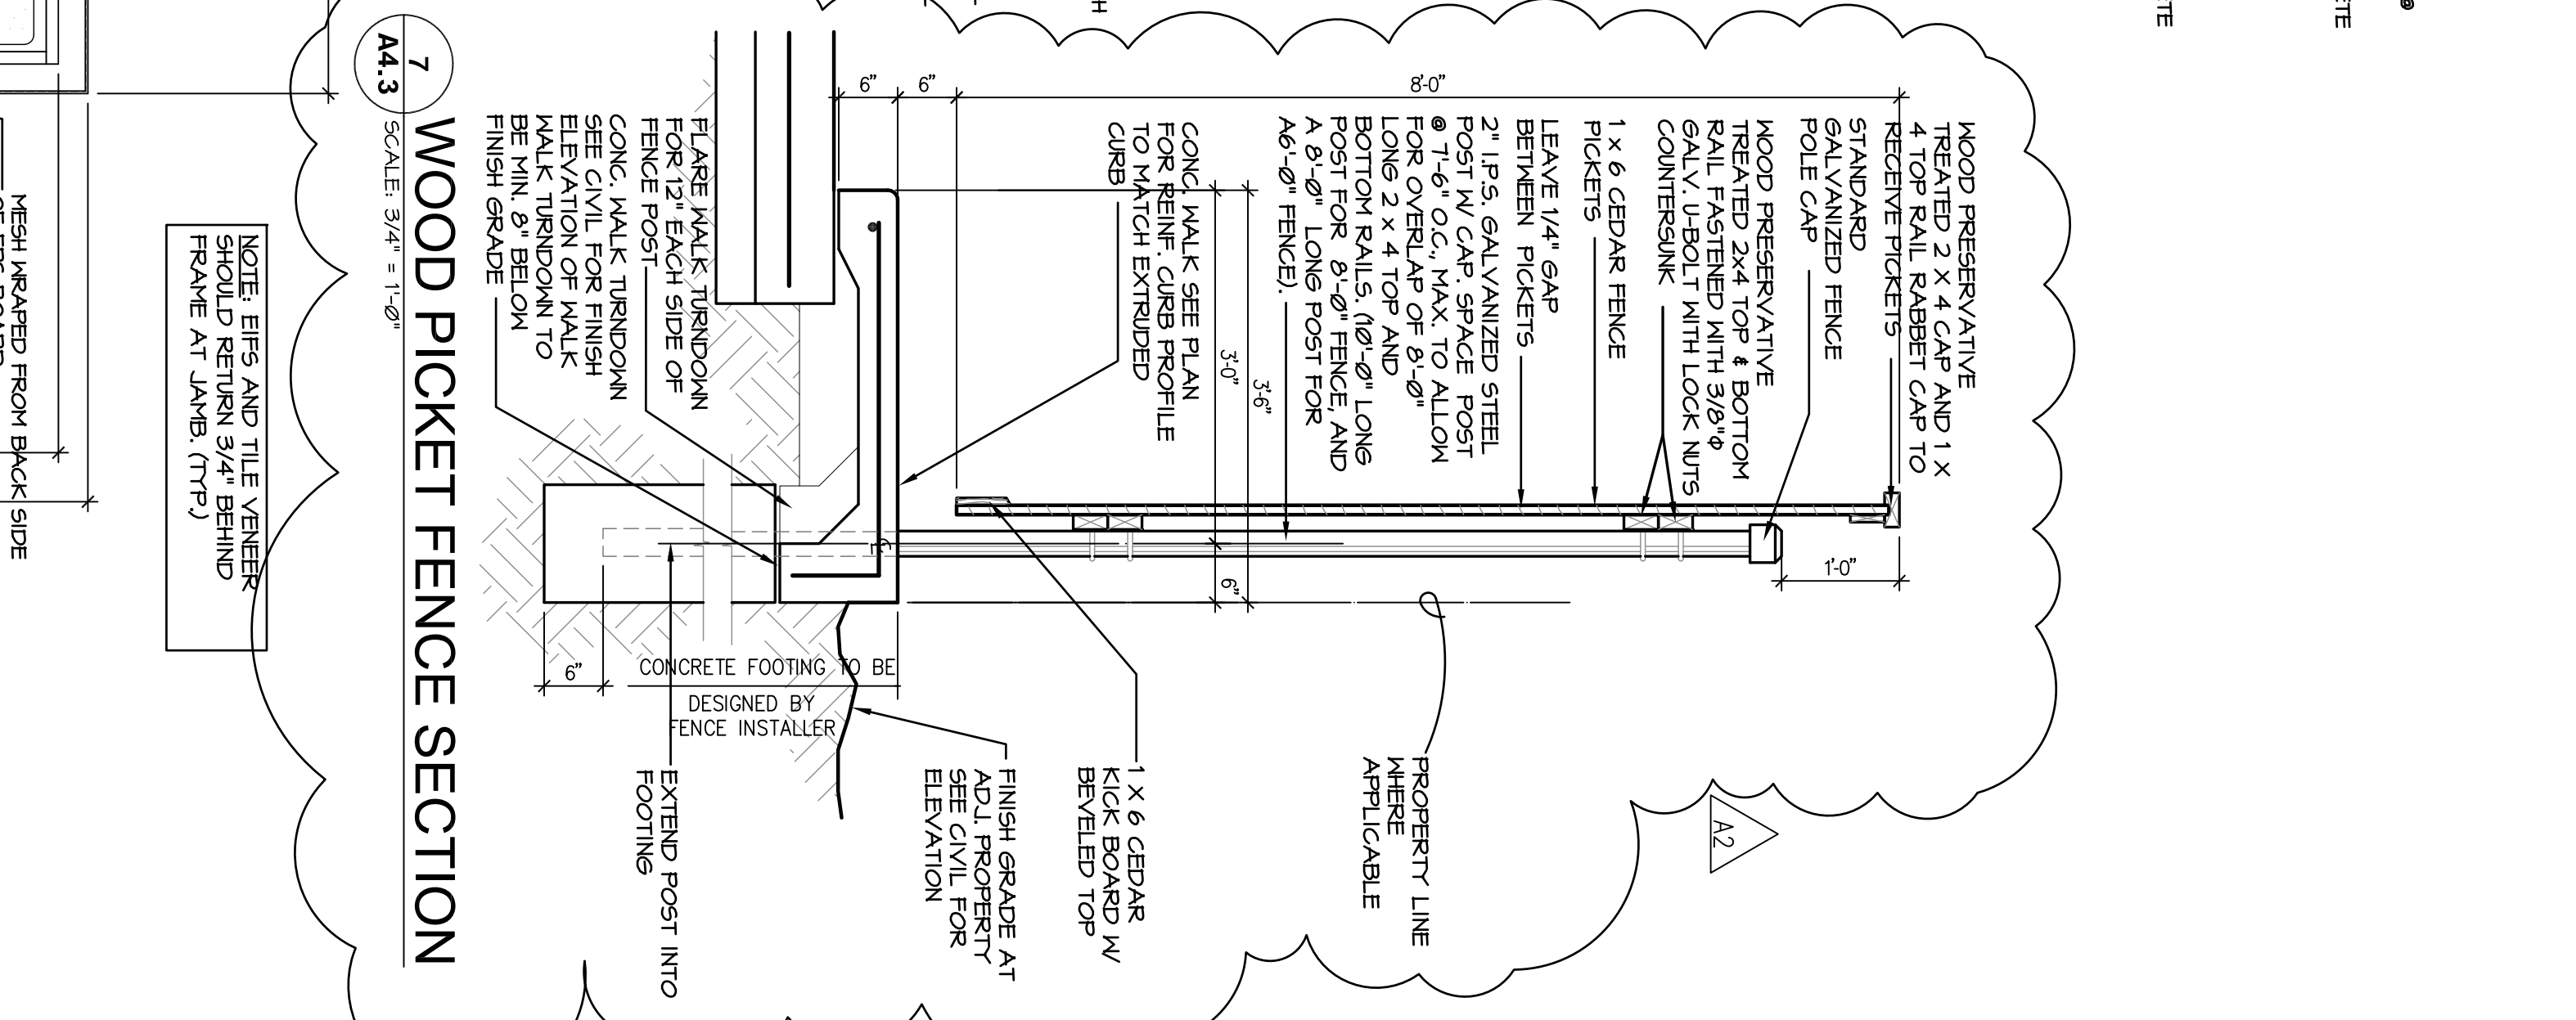 WOOD PRESERVATIVE
TREATED 2 X 4 CAP AND 1 X
4 TOP RAIL RABBET CAP TO
RECEIVE PICKETS
STANDARD
GALVANIZED FENCE
POLE CAP
WOOD PRESERVATIVE
TREATED 2x4 TOP & BOTTOM
RAIL FASTENED WITH 3/8"Φ
GALV. U-BOLT WITH LOCK NUTS
COUNTERSUNK
1 x 6 CEDAR FENCE
PICKETS
LEAVE 1/4" GAP
BETWEEN PICKETS
2" I.P.S. GALVANIZED STEEL
POST W/ CAP. SPACE POST
@ 7'-6" O.C., MAX. TO ALLOW
FOR OVERLAP OF 8'-0"
LONG 2 x 4 TOP AND
BOTTOM RAILS. (10'-0" LONG
POST FOR 8'-0" FENCE, AND
A 8'-0" LONG POST FOR
A6'-0" FENCE).
CONC. WALK SEE PLAN
FOR REINF. CURB PROFILE
TO MATCH EXTRUDED
CURB
FLARE WALK TURNDOWN
FOR 12" EACH SIDE OF
FENCE POST
CONC. WALK TURNDOWN
SEE CIVIL FOR FINISH
ELEVATION OF WALK
WALK TURNDOWN TO
BE MIN. 8" BELOW
FINISH GRADE
8'-0"
6"
6"
3'-0"
3'-6"
6"
1'-0"
6"
CONCRETE FOOTING TO BE
DESIGNED BY
FENCE INSTALLER
PROPERTY LINE
WHERE
APPLICABLE
1 X 6 CEDAR
KICK BOARD W/
BEVELED TOP
FINISH GRADE AT
ADJ. PROPERTY
SEE CIVIL FOR
ELEVATION
EXTEND POST INTO
FOOTING
A2
7
A4.3
WOOD PICKET FENCE SECTION
SCALE: 3/4" = 1'-0"
NOTE: EIFS AND TILE VENEER
SHOULD RETURN 3/4" BEHIND
FRAME AT JAMB. (TYP.)
MESH WRAPED FROM BACK SIDE